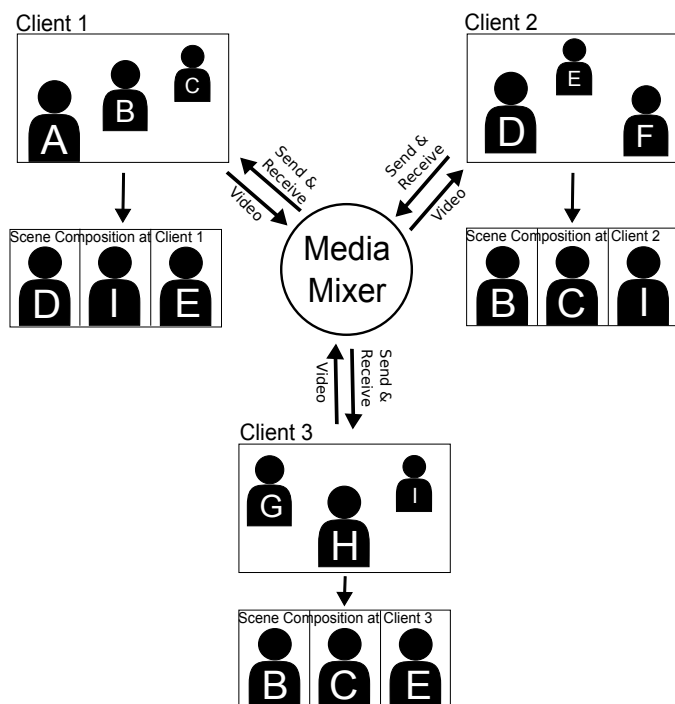 Client 1
A
B
C
Client 2
D
E
F
Send &
Receive
Video
Send &
Receive
Video
Scene Composition at Client 1
D I E
Media
Mixer
Scene Composition at Client 2
B C I
Video
Send &
Receive
Client 3
G
H
I
Scene Composition at Client 3
B C E